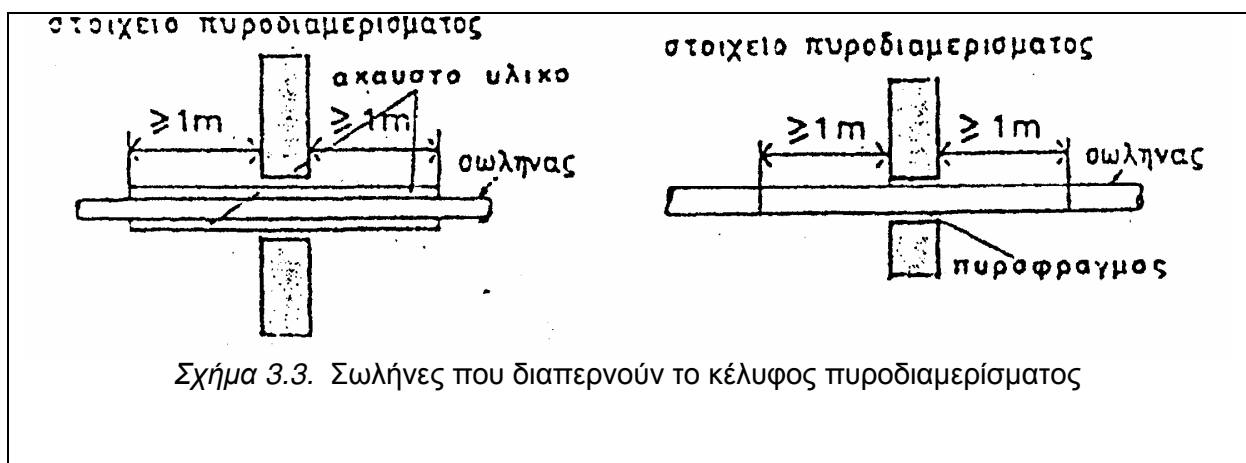 στοιχειο πυροδιαμερισματος
ακαυστο υλικο
≥1m
≥1m
σωληνας
στοιχειο πυροδιαμερισματος
≥1m
≥1m
σωληνας
πυροφραγμος
Σχήμα 3.3. Σωλήνες που διαπερνούν το κέλυφος πυροδιαμερίσματος